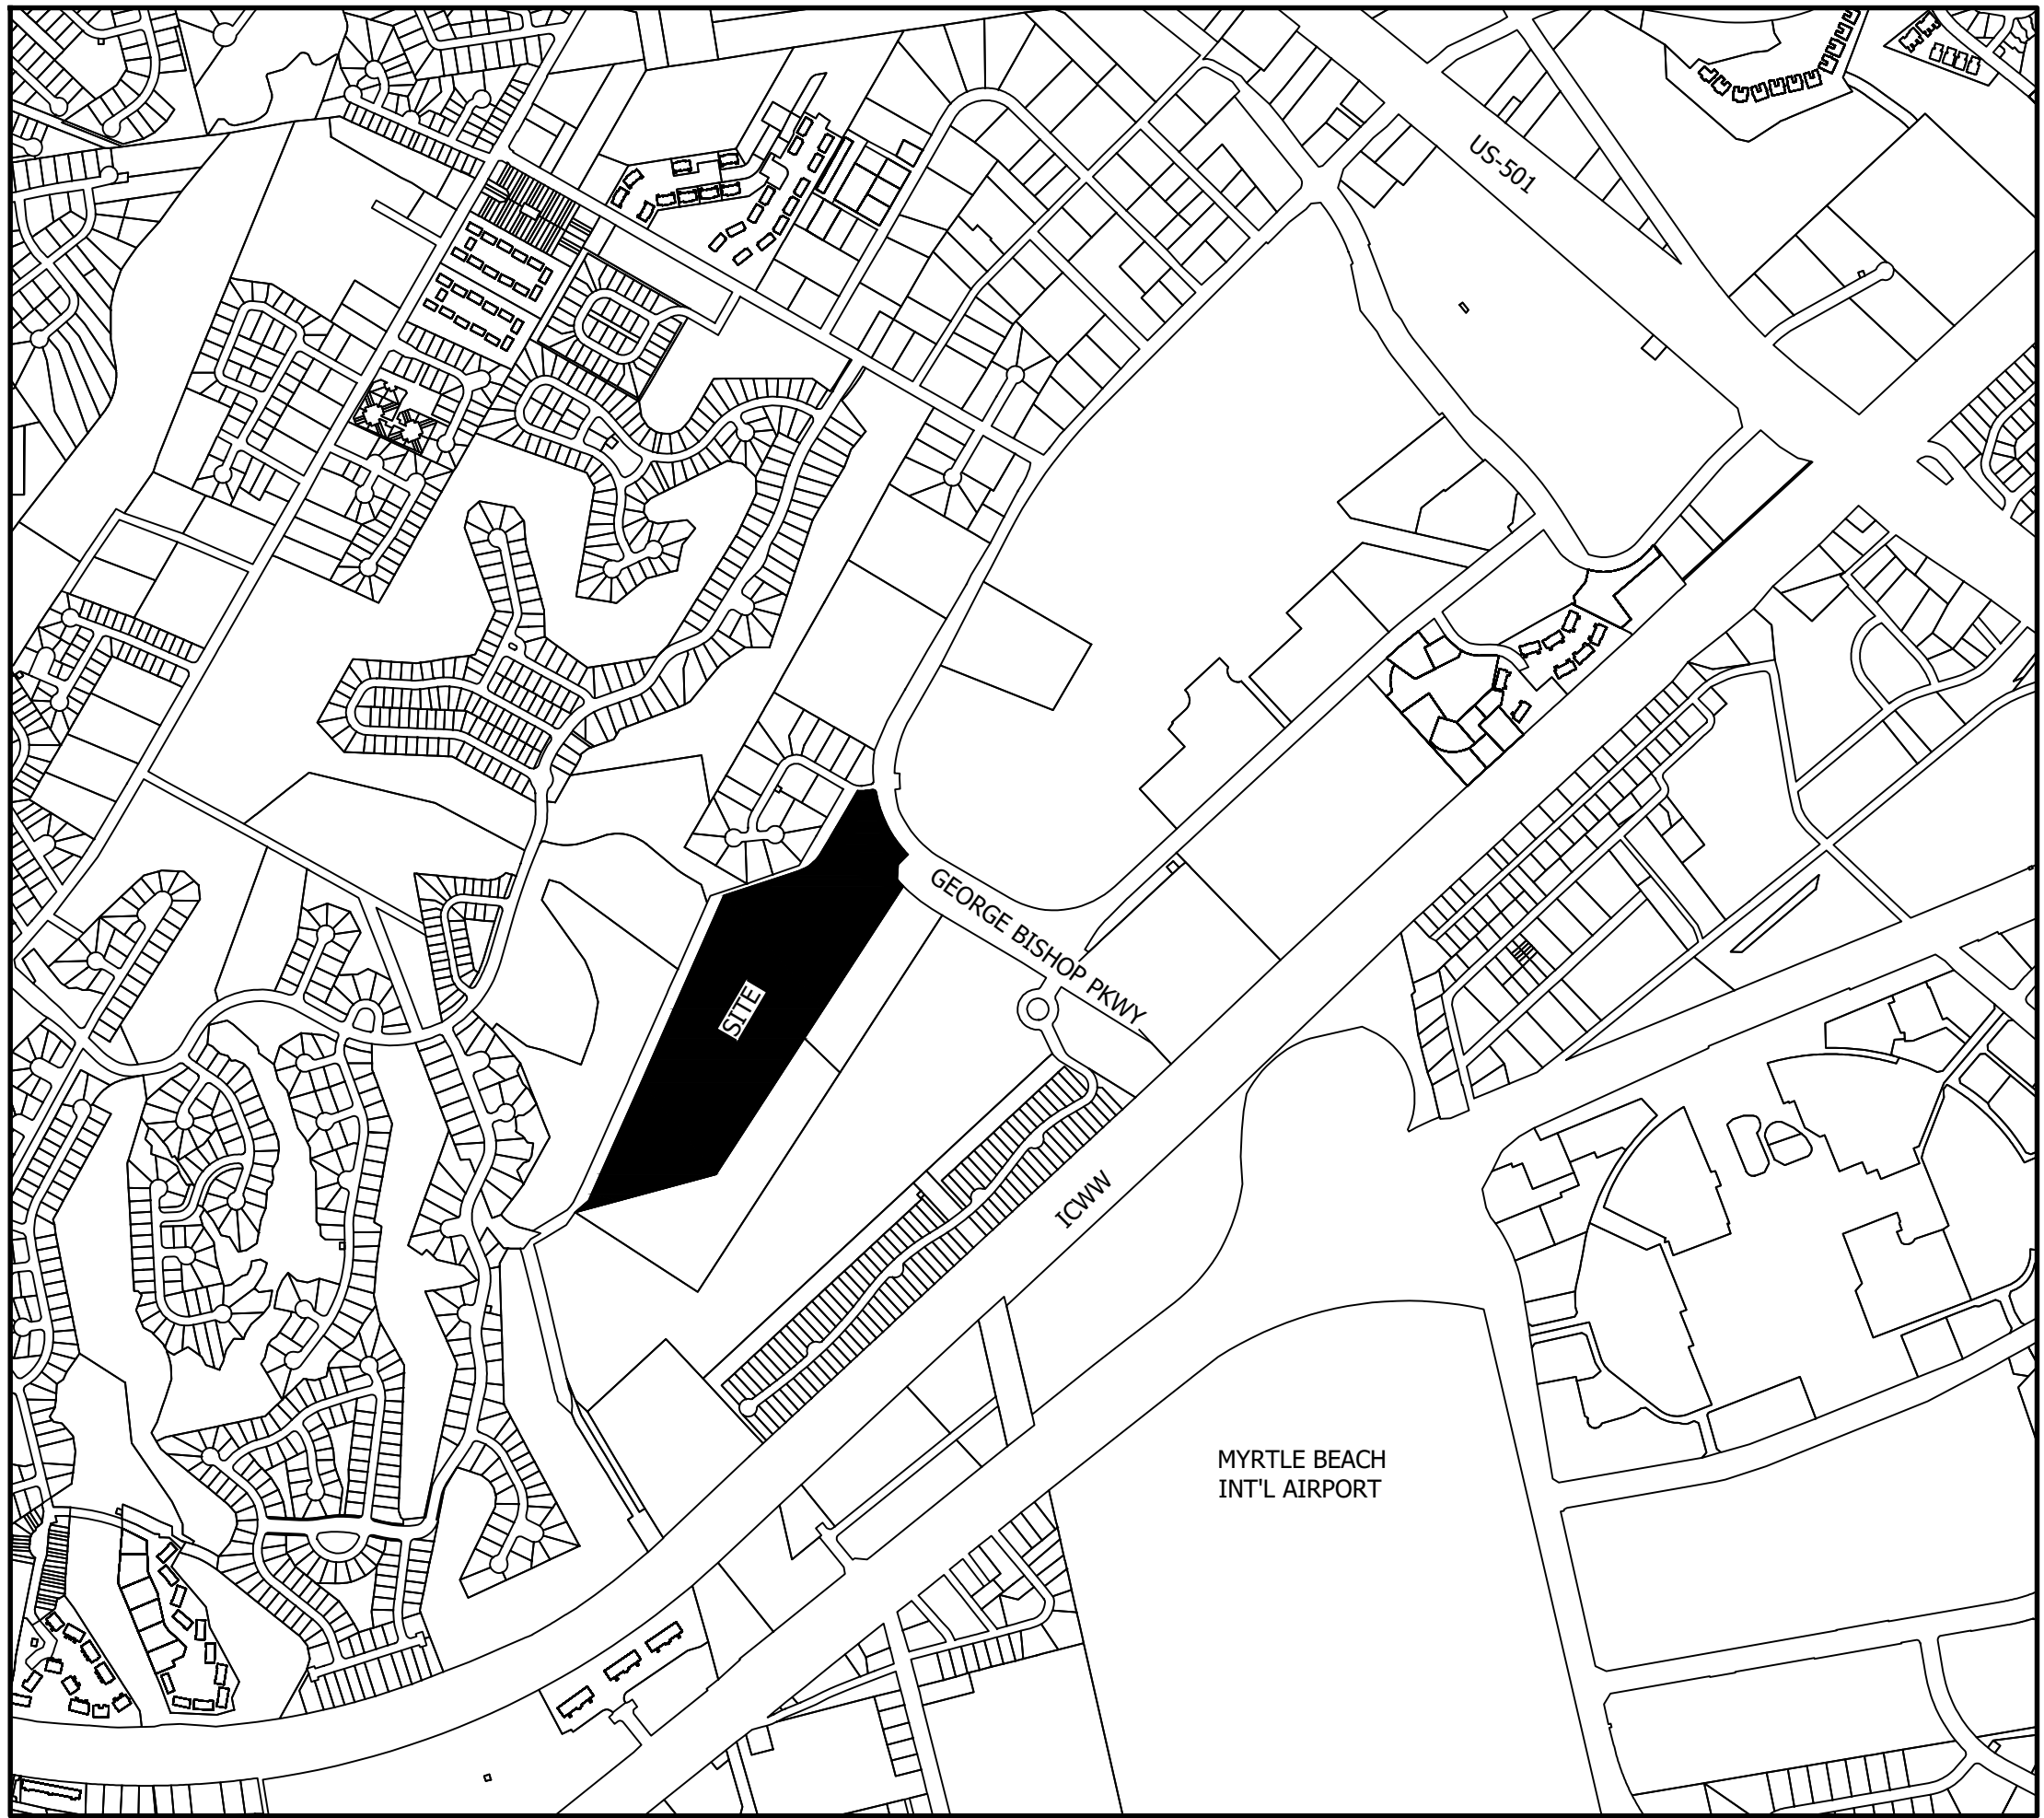 US-501
GEORGE BISHOP PKWY
SITE
ICWW
MYRTLE BEACH
INT'L AIRPORT